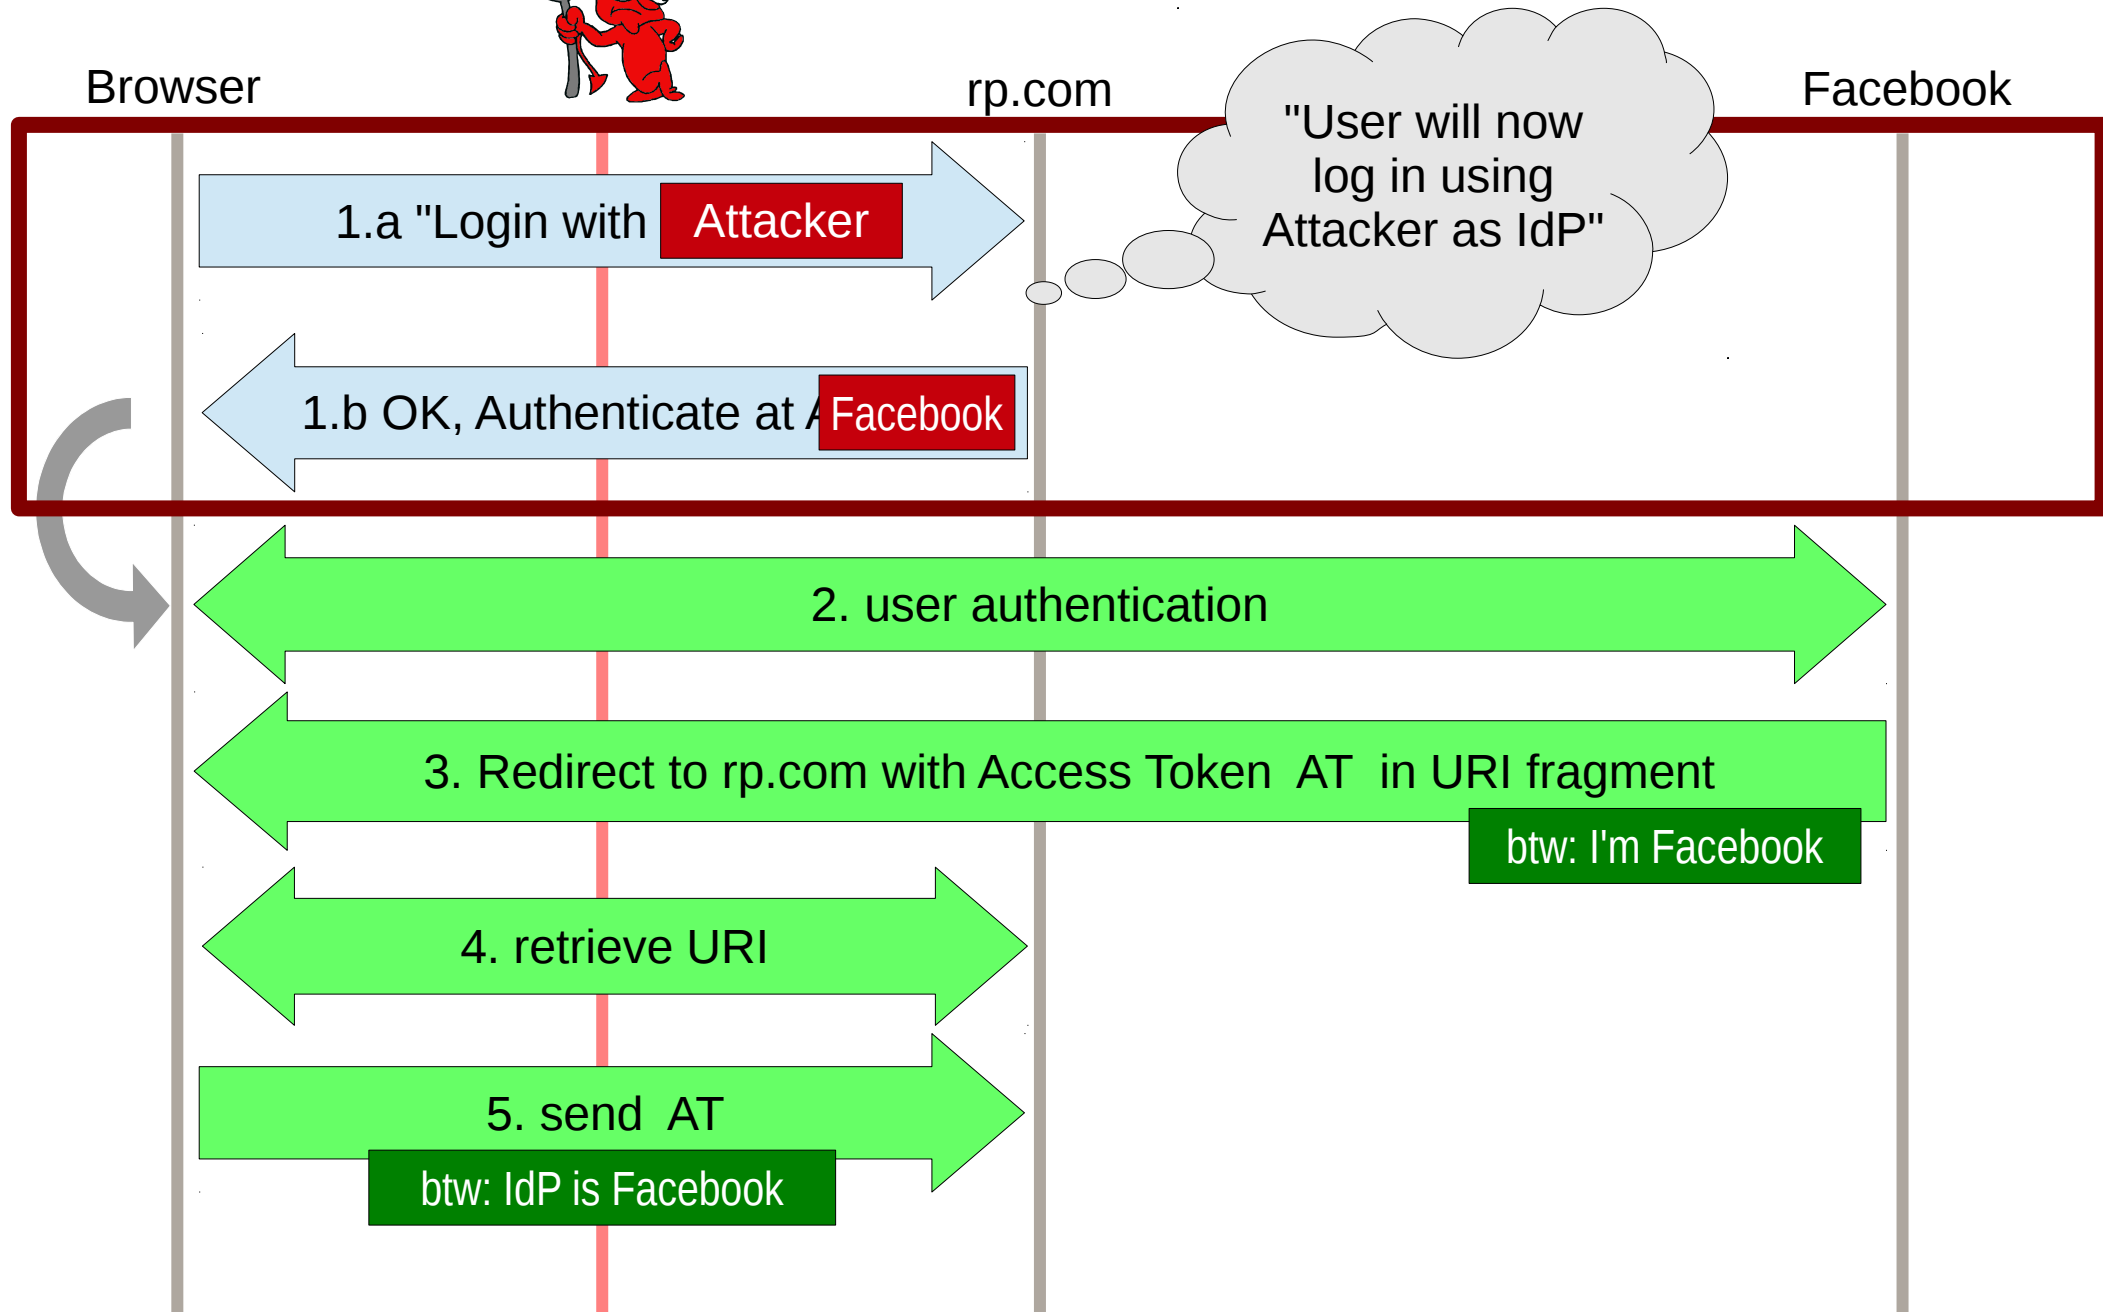 Browser
rp.com
Facebook
"User will now
log in using
Attacker as IdP"
1.a "Login with Attacker
1.b OK, Authenticate at A Facebook
2. user authentication
3. Redirect to rp.com with Access Token AT in URI fragment
btw: I'm Facebook
4. retrieve URI
5. send AT
btw: IdP is Facebook